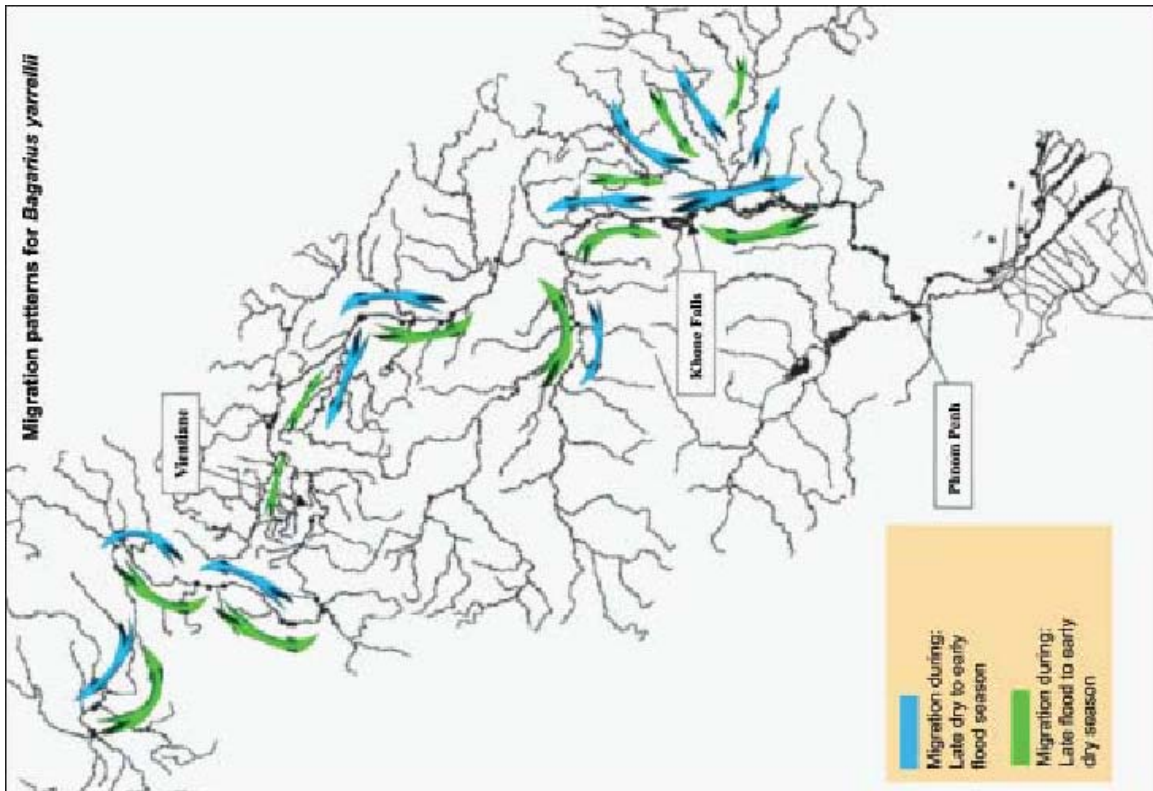 Migration patterns for Bagarius yarrellii
Vientiane
Khone Falls
Phnom Penh
Migration during;
Late dry to early
flood season
Migration during;
Late flood to early
dry season